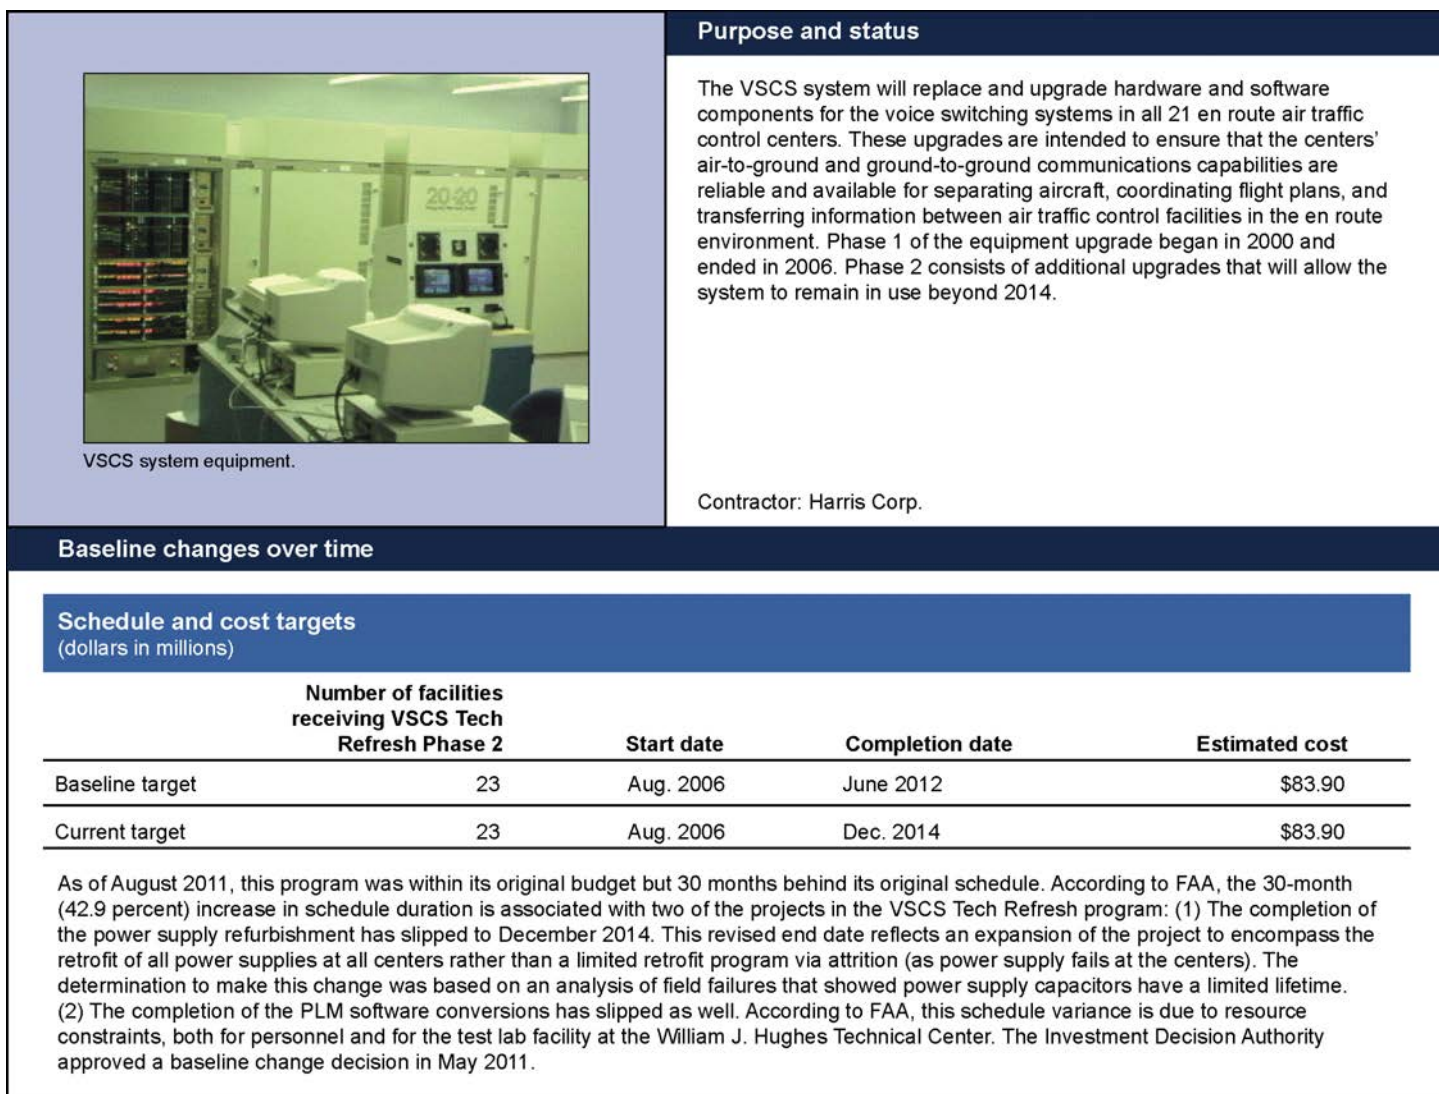 Purpose and status
The VSCS system will replace and upgrade hardware and software
components for the voice switching systems in all 21 en route air traffic
control centers. These upgrades are intended to ensure that the centers’
air-to-ground and ground-to-ground communications capabilities are
reliable and available for separating aircraft, coordinating flight plans, and
transferring information between air traffic control facilities in the en route
environment. Phase 1 of the equipment upgrade began in 2000 and
ended in 2006. Phase 2 consists of additional upgrades that will allow the
system to remain in use beyond 2014.
20-20
VSCS system equipment.
Contractor: Harris Corp.
Baseline changes over time
Schedule and cost targets
(dollars in millions)
Number of facilities
receiving VSCS Tech
Refresh Phase 2 Start date Completion date Estimated cost
Baseline target 23 Aug. 2006 June 2012 $83.90
Current target 23 Aug. 2006 Dec. 2014 $83.90
As of August 2011, this program was within its original budget but 30 months behind its original schedule. According to FAA, the 30-month
(42.9 percent) increase in schedule duration is associated with two of the projects in the VSCS Tech Refresh program: (1) The completion of
the power supply refurbishment has slipped to December 2014. This revised end date reflects an expansion of the project to encompass the
retrofit of all power supplies at all centers rather than a limited retrofit program via attrition (as power supply fails at the centers). The
determination to make this change was based on an analysis of field failures that showed power supply capacitors have a limited lifetime.
(2) The completion of the PLM software conversions has slipped as well. According to FAA, this schedule variance is due to resource
constraints, both for personnel and for the test lab facility at the William J. Hughes Technical Center. The Investment Decision Authority
approved a baseline change decision in May 2011.